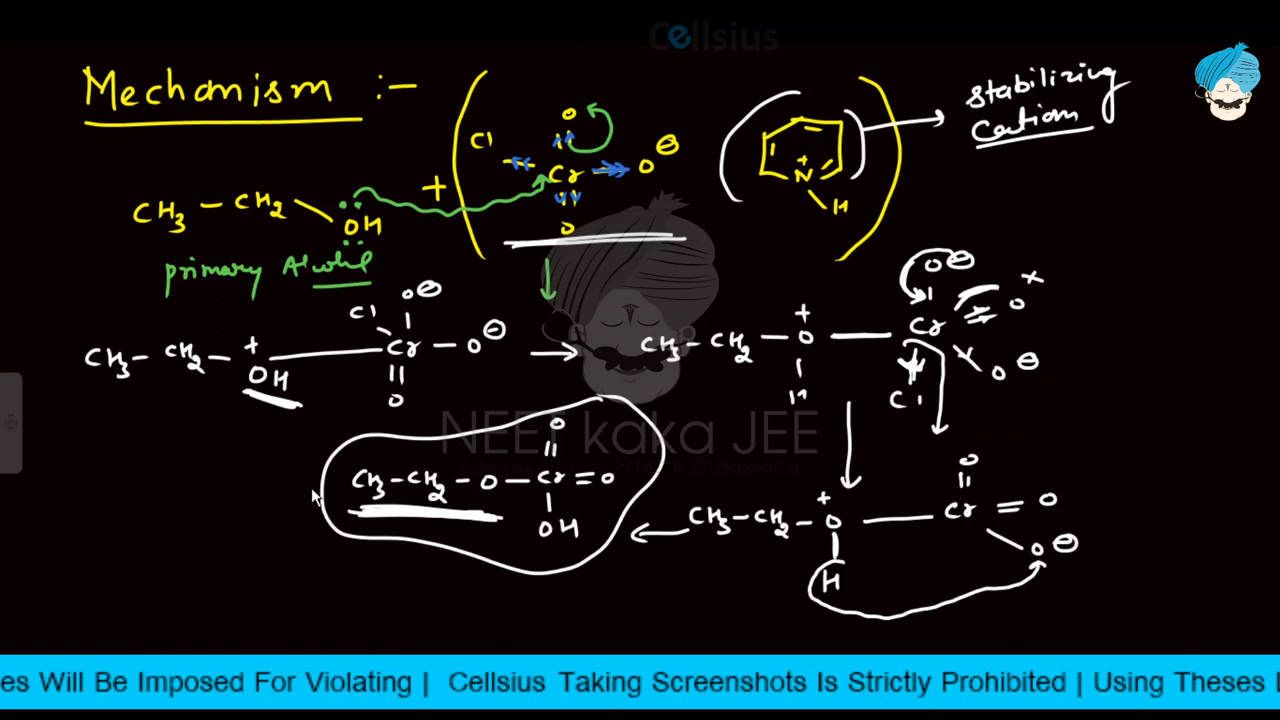 Cellsius
Mechanism :-
stabilizing
Cation
CH3 - CH2
OH
+
Cl
O
Cr
O ⊖
O
+
N
H
primary Alcohol
CH3 - CH2 - +OH
Cl
O ⊖
Cr - O ⊖
O
CH3 - CH2 - +O
H
O ⊖
Cr
O
O ⊖
Cl
NEET kaka JEE
CH3-CH2-O-Cr=O
O
OH
CH3-CH2-+O
H
O
Cr = O
O ⊖
es Will Be Imposed For Violating | Cellsius Taking Screenshots Is Strictly Prohibited | Using Theses